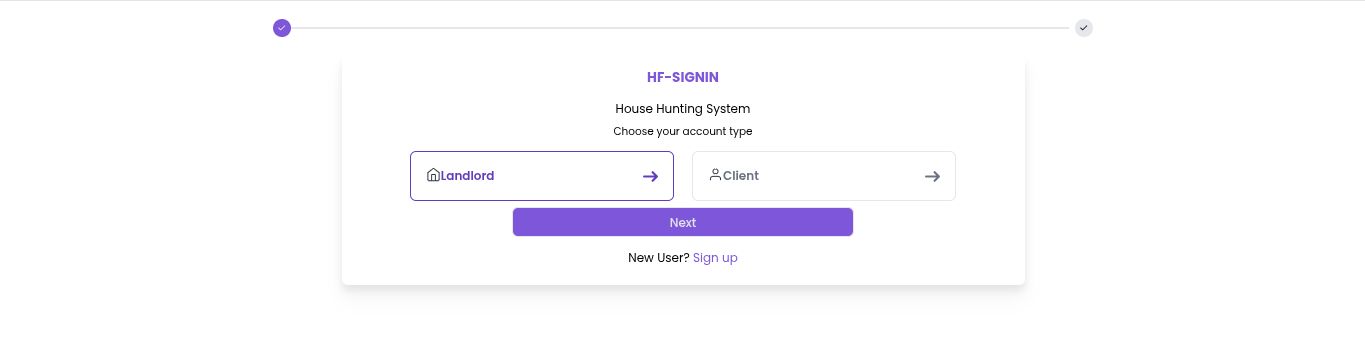 HF-SIGNIN
House Hunting System
Choose your account type
Landlord
Client
Next
New User? Sign up